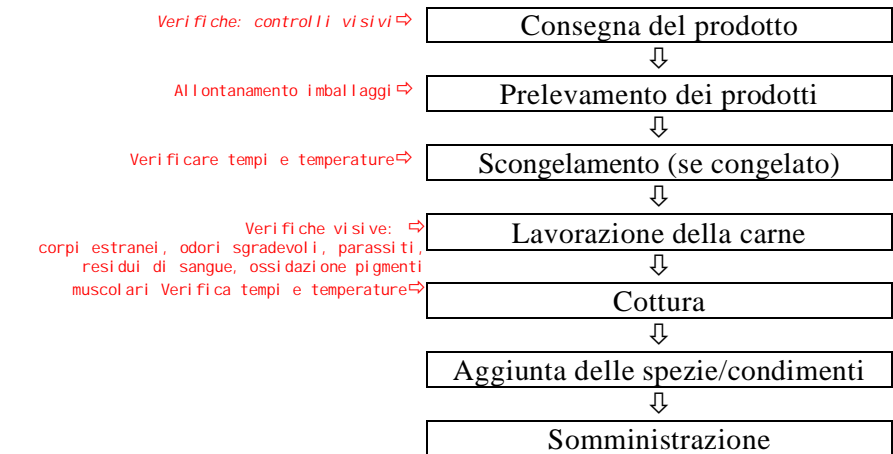 Verifiche: controlli visivi⇨ Consegna del prodotto
⇩
Allontanamento imballaggi⇨ Prelevamento dei prodotti
⇩
Verificare tempi e temperature⇨ Scongelamento (se congelato)
⇩
Verifiche visive: ⇨ Lavorazione della carne
corpi estranei, odori sgradevoli, parassiti,
residui di sangue, ossidazione pigmenti
⇩
muscolari Verifica tempi e temperature⇨ Cottura
⇩
Aggiunta delle spezie/condimenti
⇩
Somministrazione